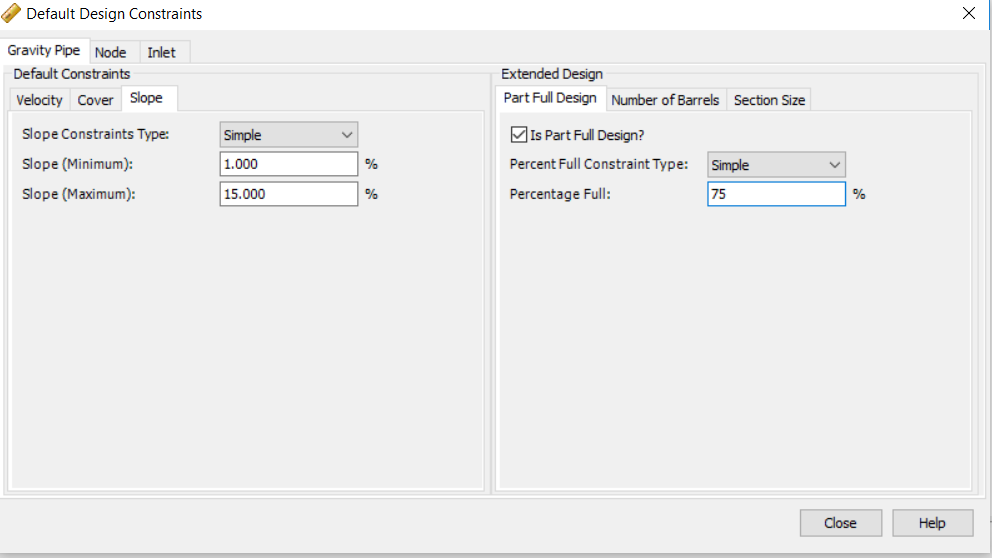 Default Design Constraints
Gravity Pipe Node Inlet
Default Constraints
Velocity Cover Slope
Slope Constraints Type: Simple
Slope (Minimum): 1.000 %
Slope (Maximum): 15.000 %
Extended Design
Part Full Design Number of Barrels Section Size
Is Part Full Design?
Percent Full Constraint Type: Simple
Percentage Full: 75 %
Close Help